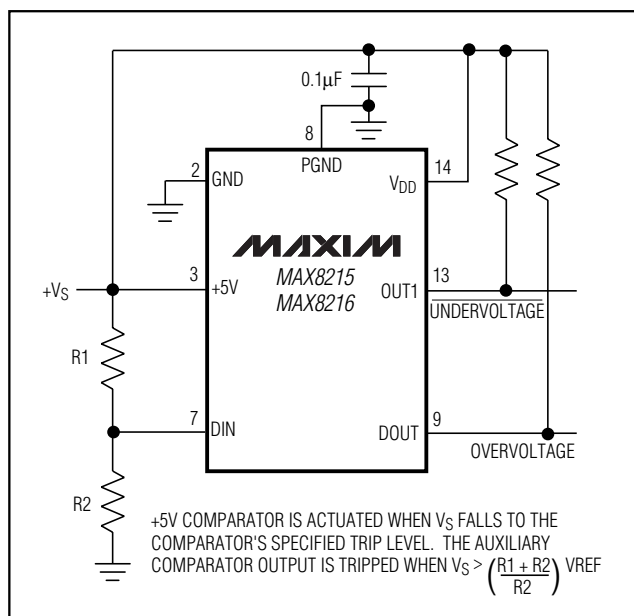 0.1µF
8
PGND
2
GND
14
VDD
MAXIM
MAX8215
MAX8216
+VS
3
+5V
13
OUT1
UNDERVOLTAGE
R1
7
DIN
9
DOUT
OVERVOLTAGE
R2
+5V COMPARATOR IS ACTUATED WHEN VS FALLS TO THE
COMPARATOR'S SPECIFIED TRIP LEVEL. THE AUXILIARY
COMPARATOR OUTPUT IS TRIPPED WHEN VS > (R1 + R2 / R2) VREF